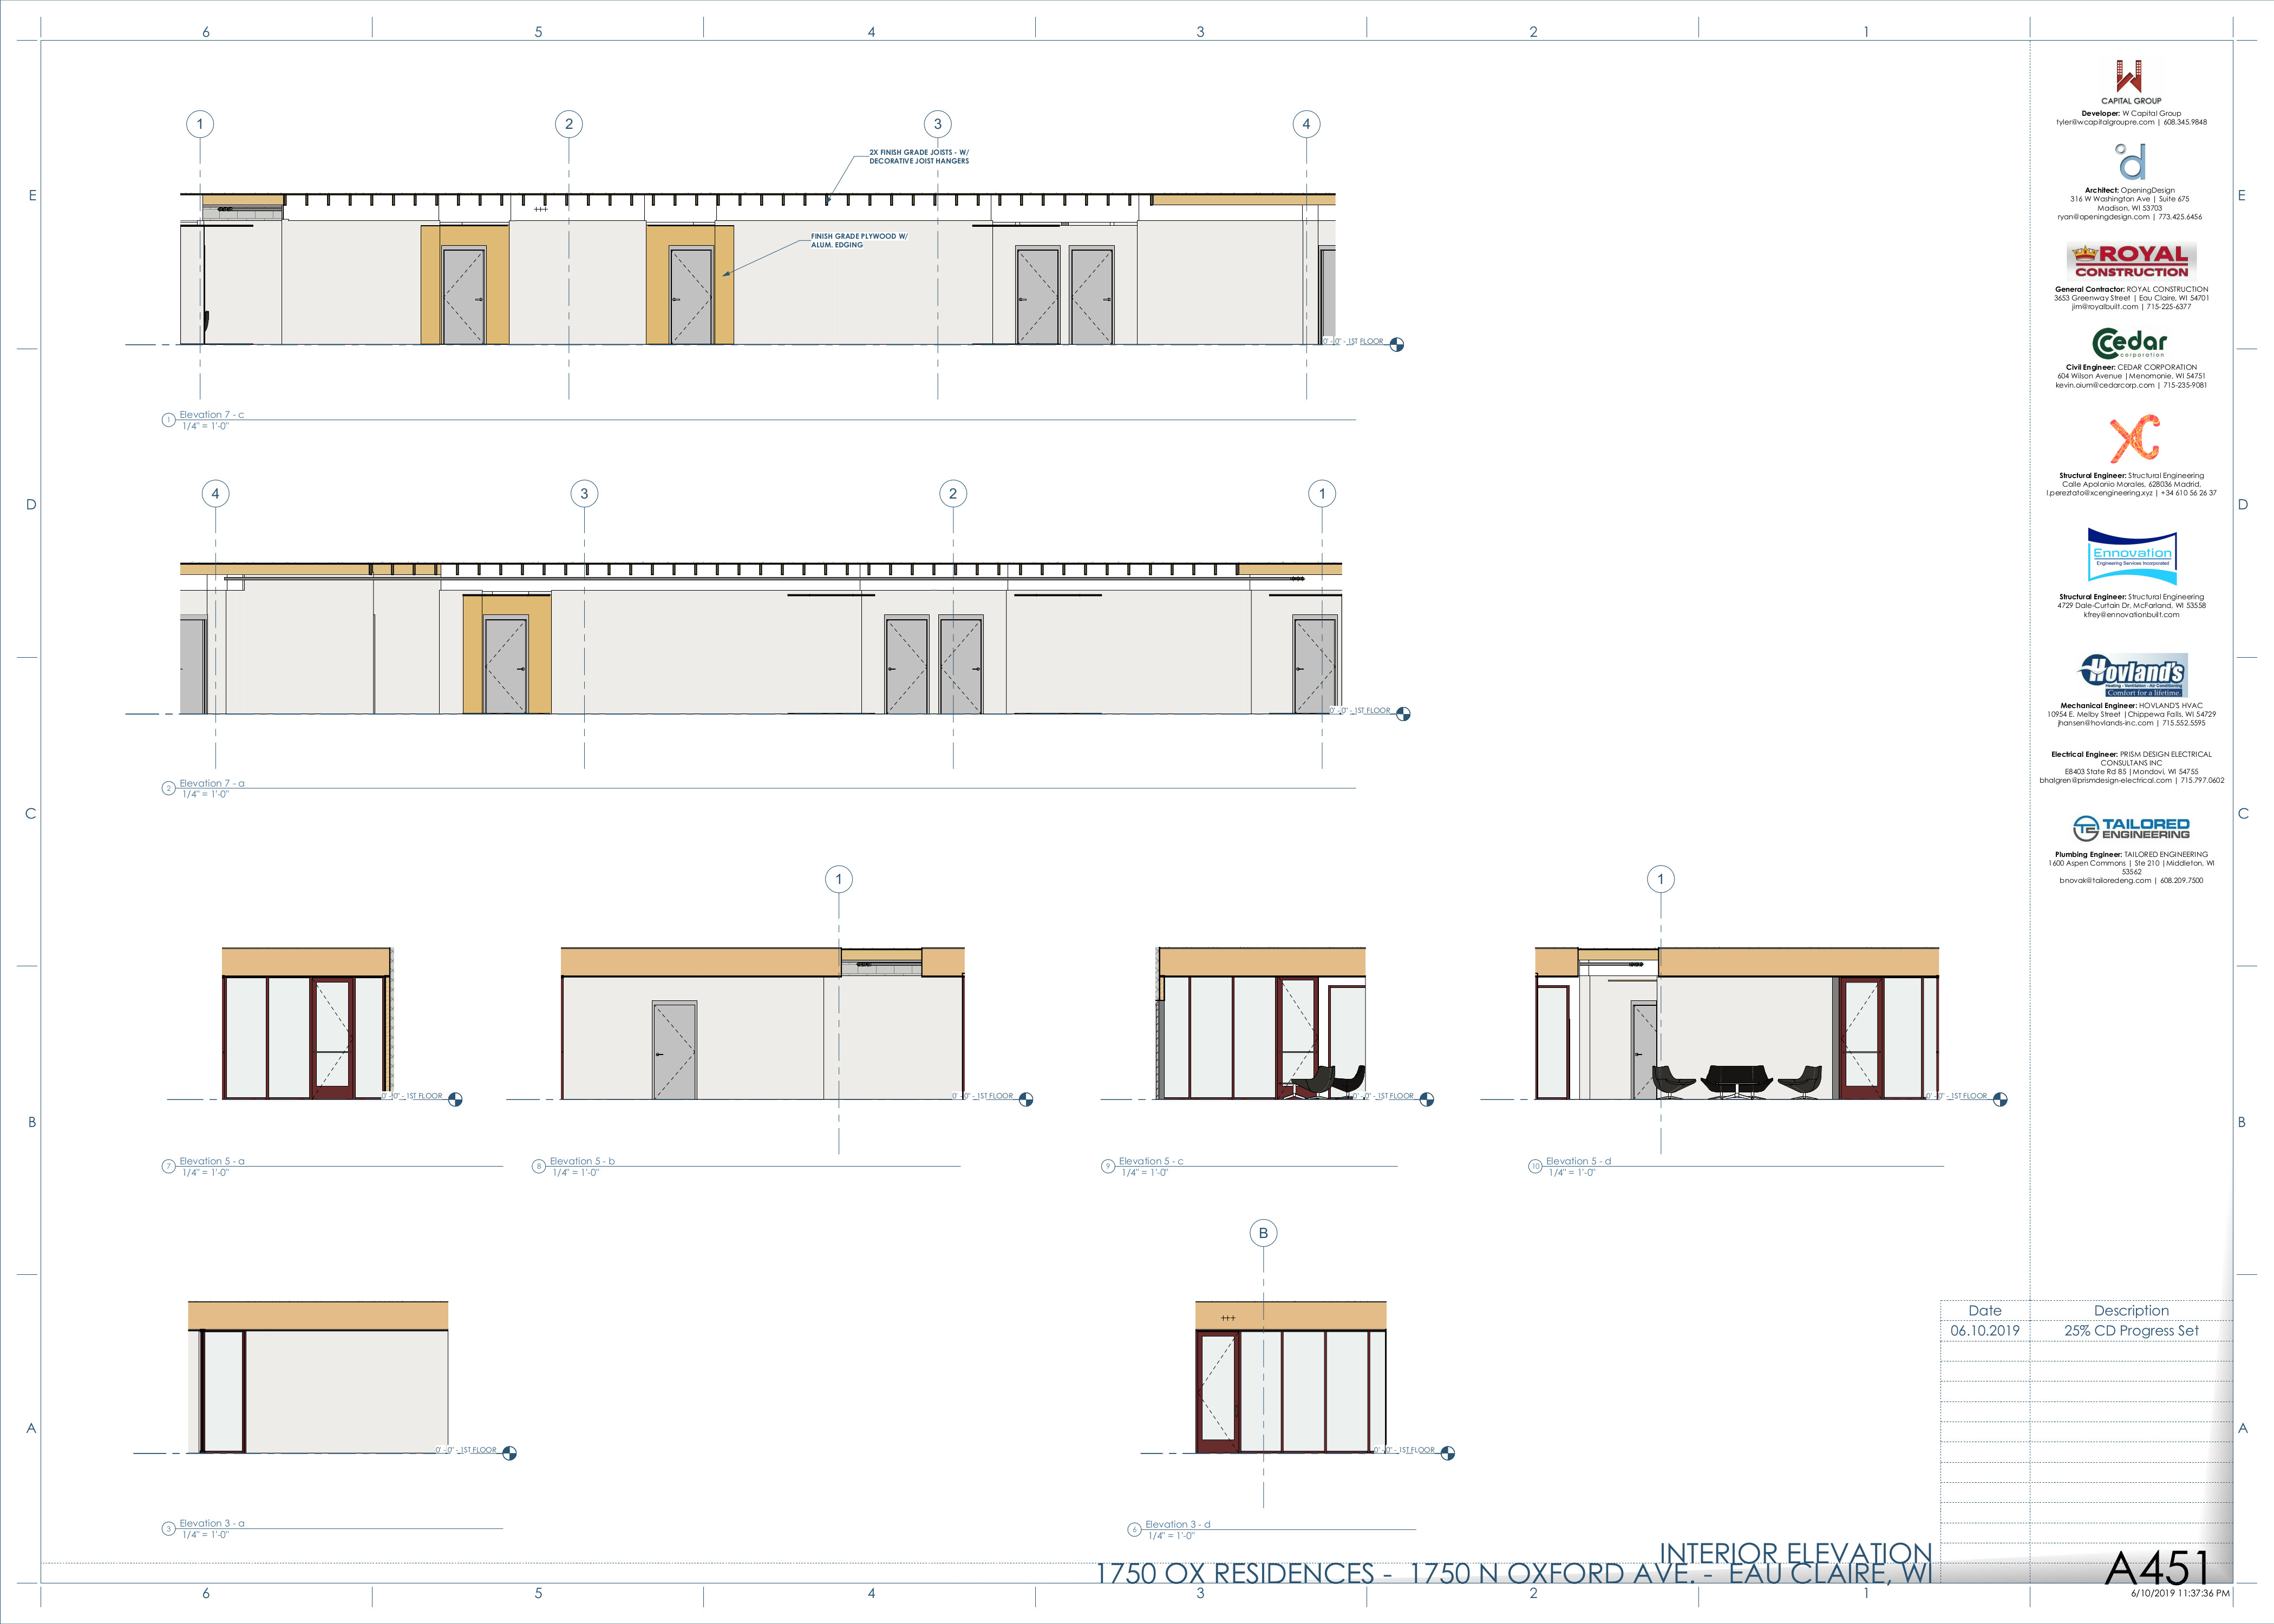 6 5 4 3 2 1
E
D
C
B
A
1 2 3 4
2X FINISH GRADE JOISTS - W/
DECORATIVE JOIST HANGERS
FINISH GRADE PLYWOOD W/
ALUM. EDGING
0' - 0" - 1ST FLOOR
1 Elevation 7 - c
1/4" = 1'-0"
4 3 2 1
0' - 0" - 1ST FLOOR
2 Elevation 7 - a
1/4" = 1'-0"
0' - 0" - 1ST FLOOR
7 Elevation 5 - a
1/4" = 1'-0"
1
0' - 0" - 1ST FLOOR
8 Elevation 5 - b
1/4" = 1'-0"
0' - 0" - 1ST FLOOR
9 Elevation 5 - c
1/4" = 1'-0"
1
0' - 0" - 1ST FLOOR
10 Elevation 5 - d
1/4" = 1'-0"
0' - 0" - 1ST FLOOR
3 Elevation 3 - a
1/4" = 1'-0"
B
0' - 0" - 1ST FLOOR
6 Elevation 3 - d
1/4" = 1'-0"
W
CAPITAL GROUP
Developer: W Capital Group
tyler@wcapitalgroupre.com | 608.345.9848
d
Architect: OpeningDesign
316 W Washington Ave | Suite 675
Madison, WI 53703
ryan@openingdesign.com | 773.425.6456
ROYAL
CONSTRUCTION
General Contractor: ROYAL CONSTRUCTION
3653 Greenway Street | Eau Claire, WI 54701
jim@royalbuilt.com | 715-225-6377
Cedar
corporation
Civil Engineer: CEDAR CORPORATION
604 Wilson Avenue |Menomonie, WI 54751
kevin.oium@cedarcorp.com | 715-235-9081
XC
Structural Engineer: Structural Engineering
Calle Apolonio Morales, 628036 Madrid,
l.pereztato@xcengineering.xyz | +34 610 56 26 37
Ennovation
Engineering Services Incorporated
Structural Engineer: Structural Engineering
4729 Dale-Curtain Dr, McFarland, WI 53558
kfrey@ennovationbuilt.com
Hovland's
Heating - Ventilation - Air Conditioning
Comfort for a lifetime.
Mechanical Engineer: HOVLAND'S HVAC
10954 E. Melby Street |Chippewa Falls, WI 54729
jhansen@hovlands-inc.com | 715.552.5595
Electrical Engineer: PRISM DESIGN ELECTRICAL
CONSULTANS INC
E8403 State Rd 85 |Mondovi, WI 54755
bhalgren@prismdesign-electrical.com | 715.797.0602
TE TAILORED
ENGINEERING
Plumbing Engineer: TAILORED ENGINEERING
1600 Aspen Commons | Ste 210 |Middleton, WI
53562
bnovak@tailoredeng.com | 608.209.7500
E
D
C
B
A
Date Description
06.10.2019 25% CD Progress Set
INTERIOR ELEVATION
1750 OX RESIDENCES - 1750 N OXFORD AVE. - EAU CLAIRE, WI
A451
6/10/2019 11:37:36 PM
6 5 4 3 2 1